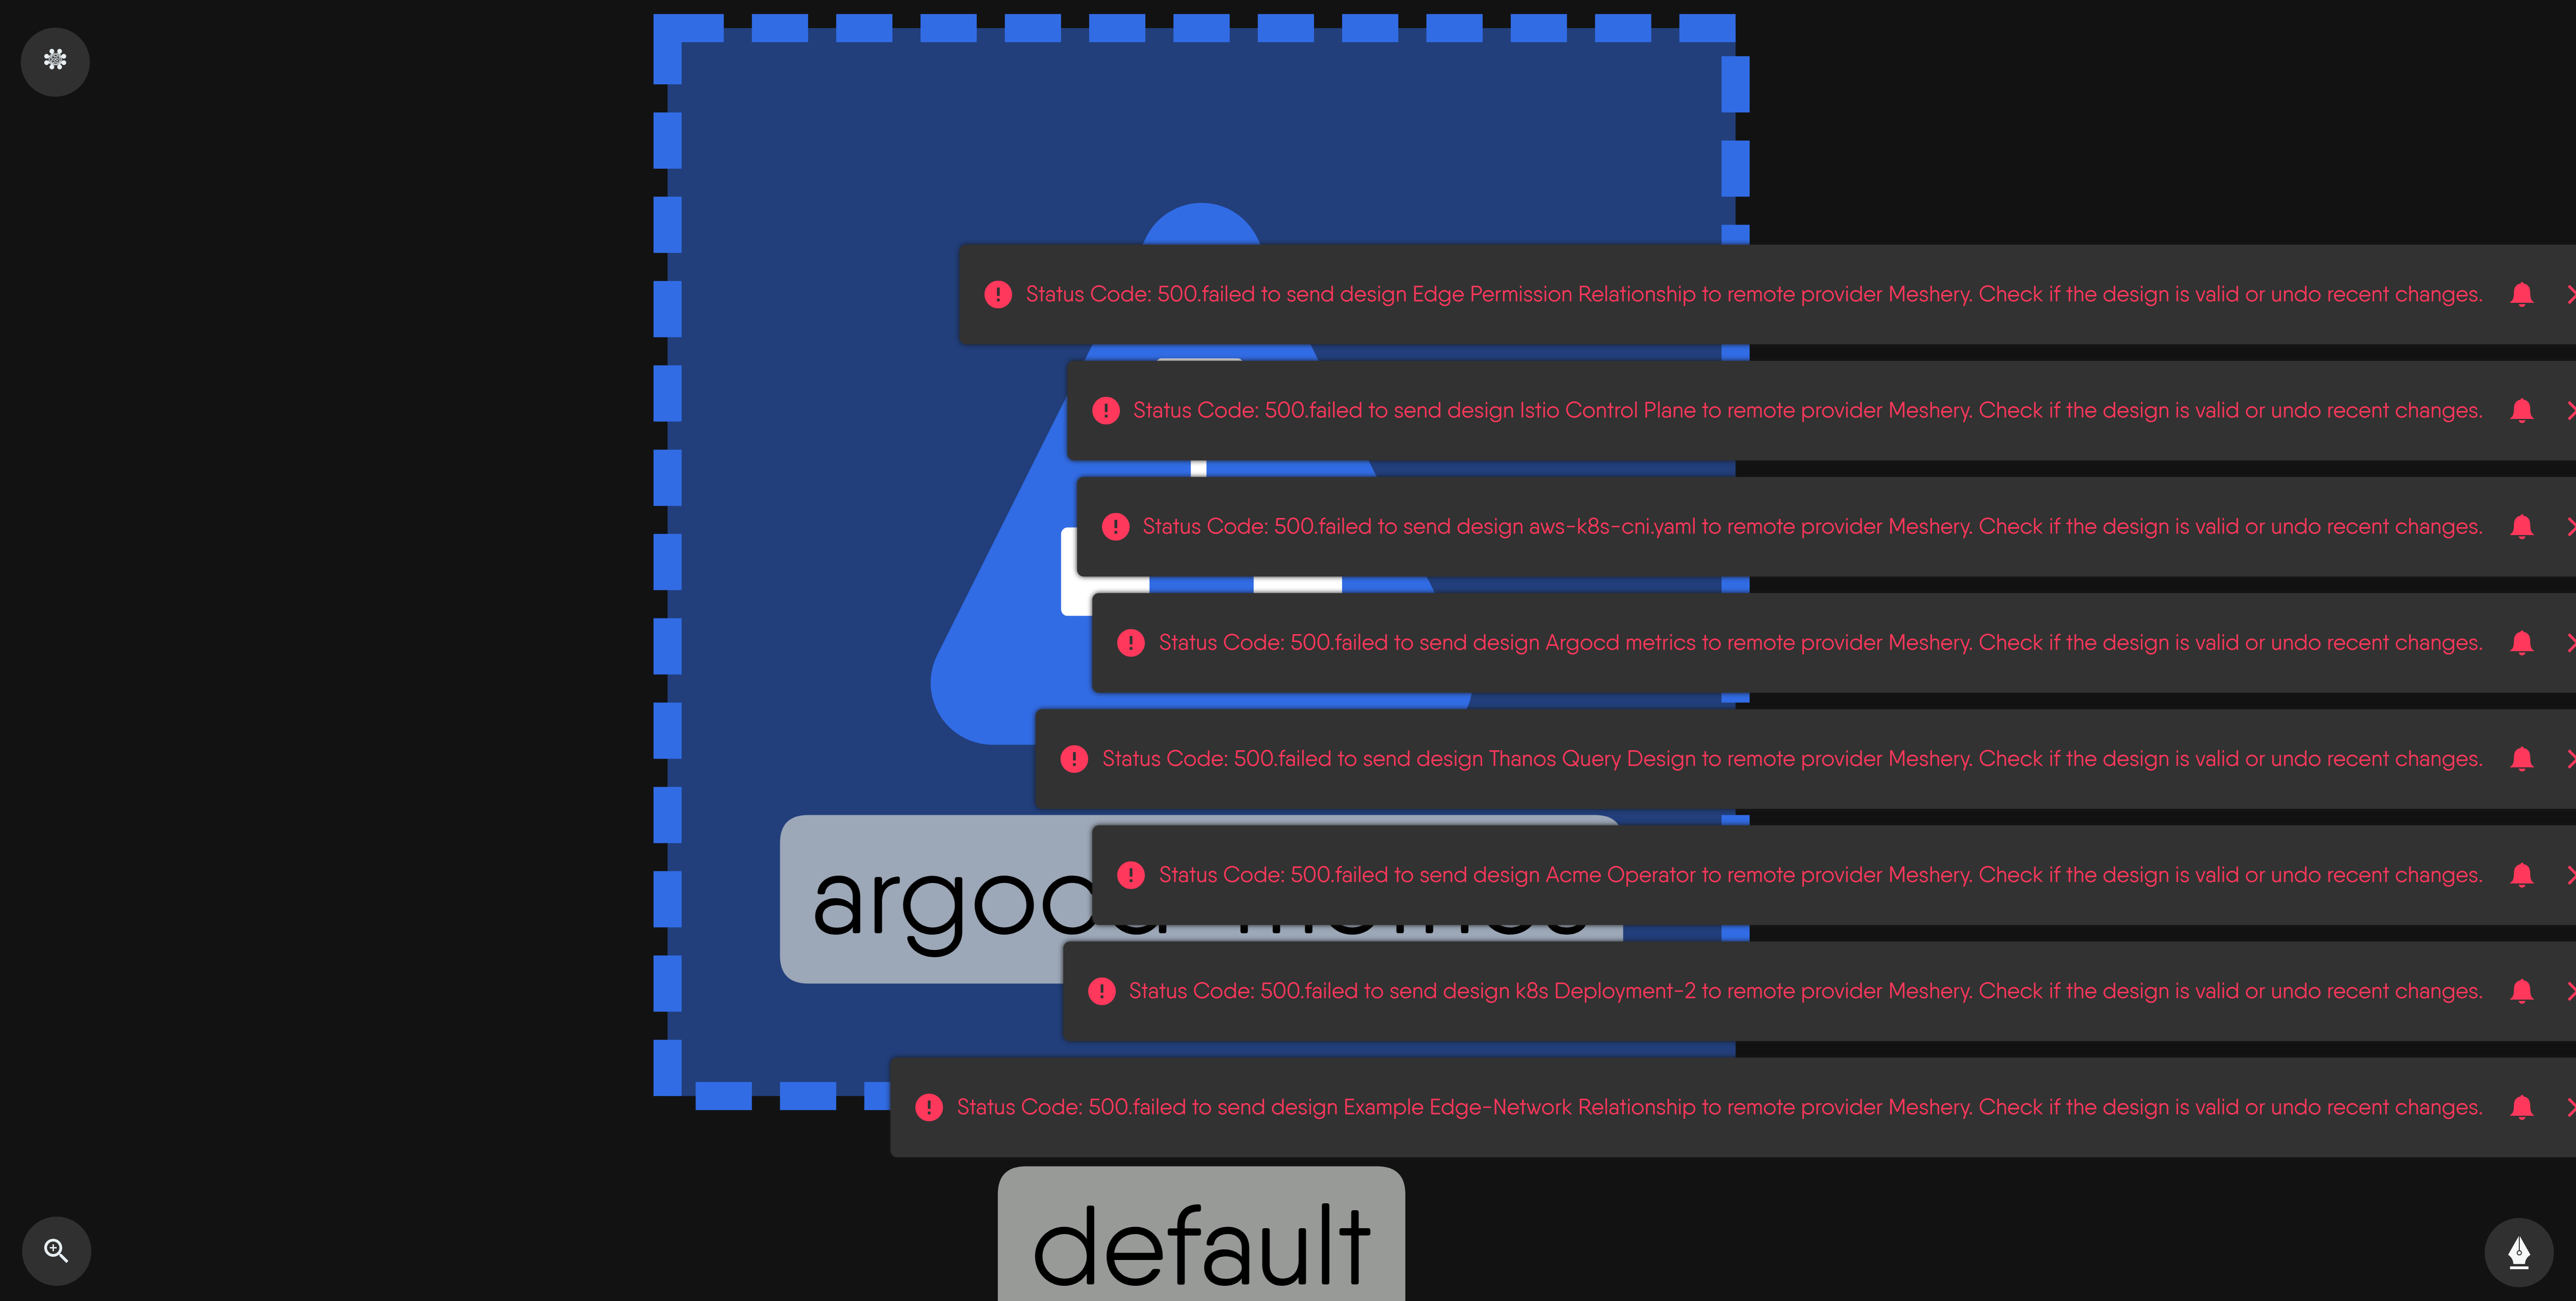 Status Code: 500.failed to send design Edge Permission Relationship to remote provider Meshery. Check if the design is valid or undo recent changes.
Status Code: 500.failed to send design Istio Control Plane to remote provider Meshery. Check if the design is valid or undo recent changes.
Status Code: 500.failed to send design aws-k8s-cni.yaml to remote provider Meshery. Check if the design is valid or undo recent changes.
Status Code: 500.failed to send design Argocd metrics to remote provider Meshery. Check if the design is valid or undo recent changes.
Status Code: 500.failed to send design Thanos Query Design to remote provider Meshery. Check if the design is valid or undo recent changes.
Status Code: 500.failed to send design Acme Operator to remote provider Meshery. Check if the design is valid or undo recent changes.
Status Code: 500.failed to send design k8s Deployment-2 to remote provider Meshery. Check if the design is valid or undo recent changes.
Status Code: 500.failed to send design Example Edge-Network Relationship to remote provider Meshery. Check if the design is valid or undo recent changes.
default